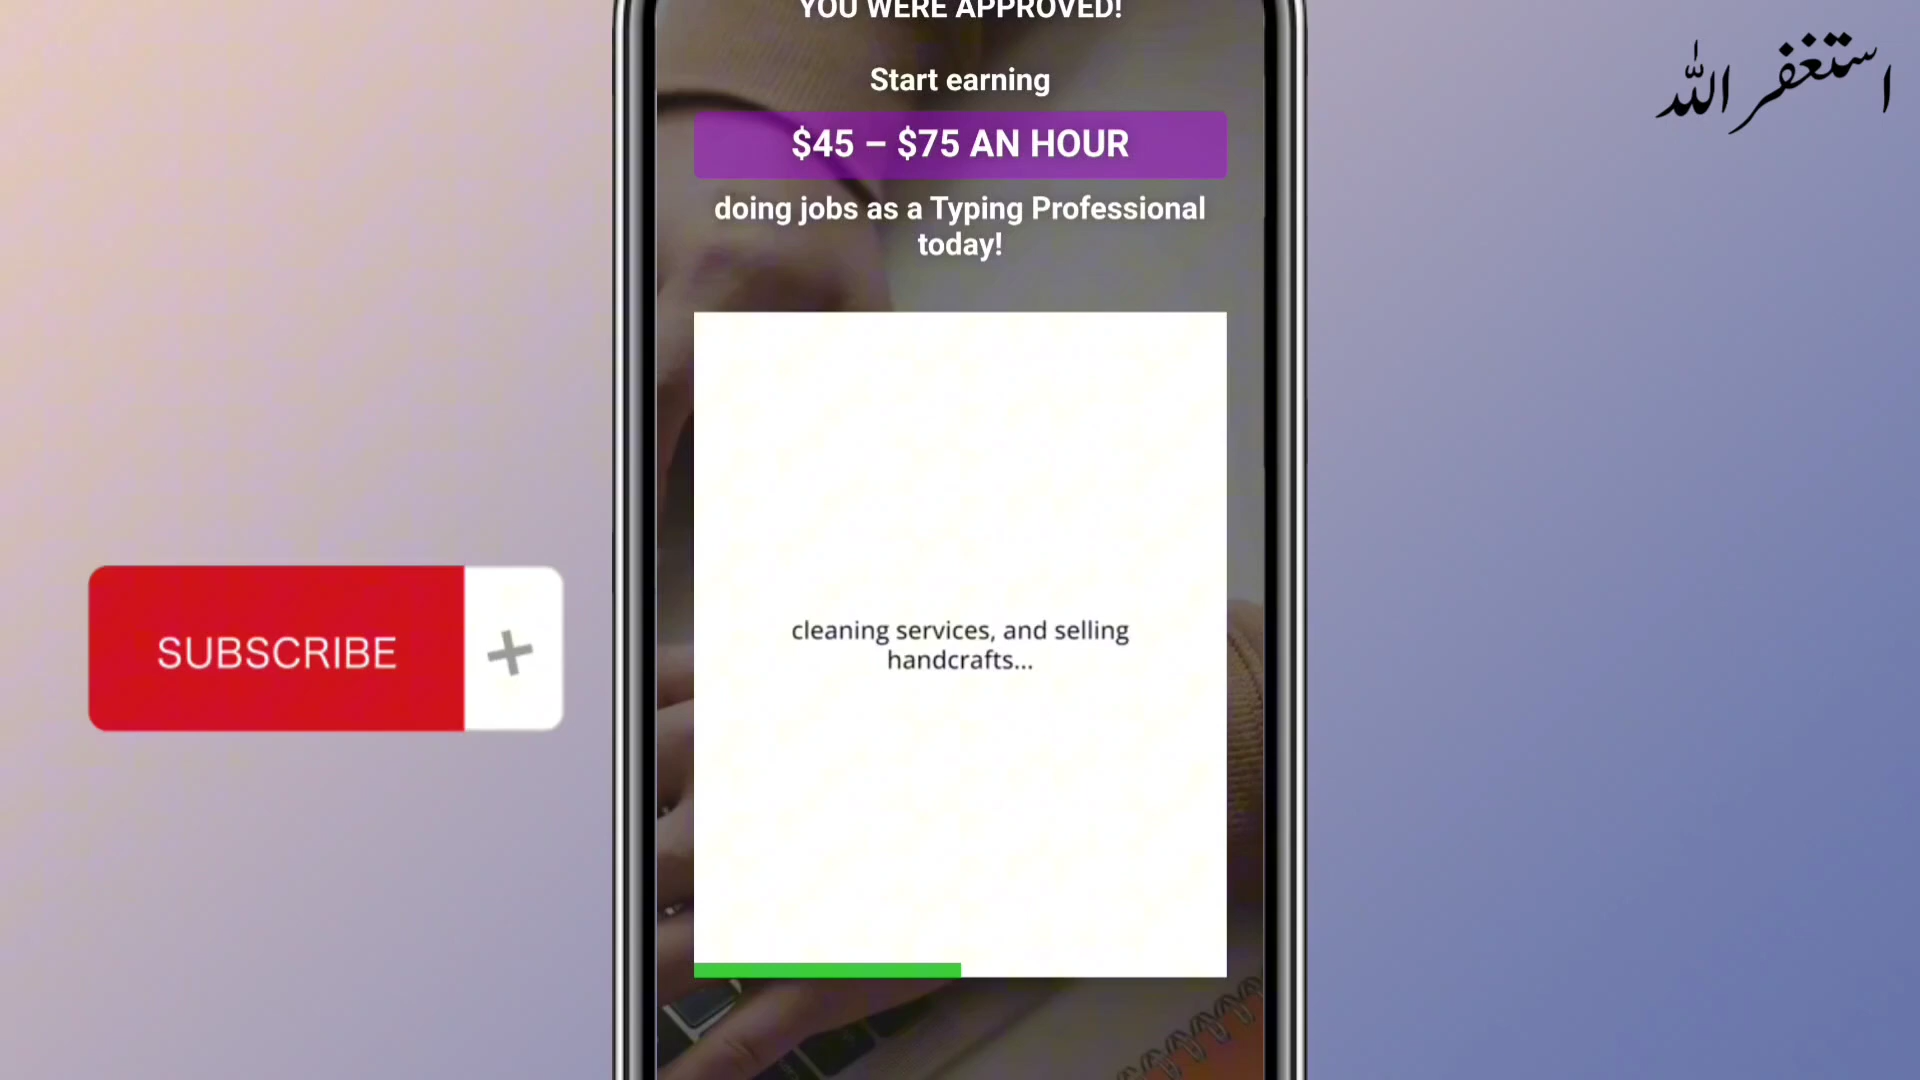 YOU WERE APPROVED!
استغفر الله
Start earning
$45 – $75 AN HOUR
doing jobs as a Typing Professional
today!
cleaning services, and selling
handcrafts...
SUBSCRIBE